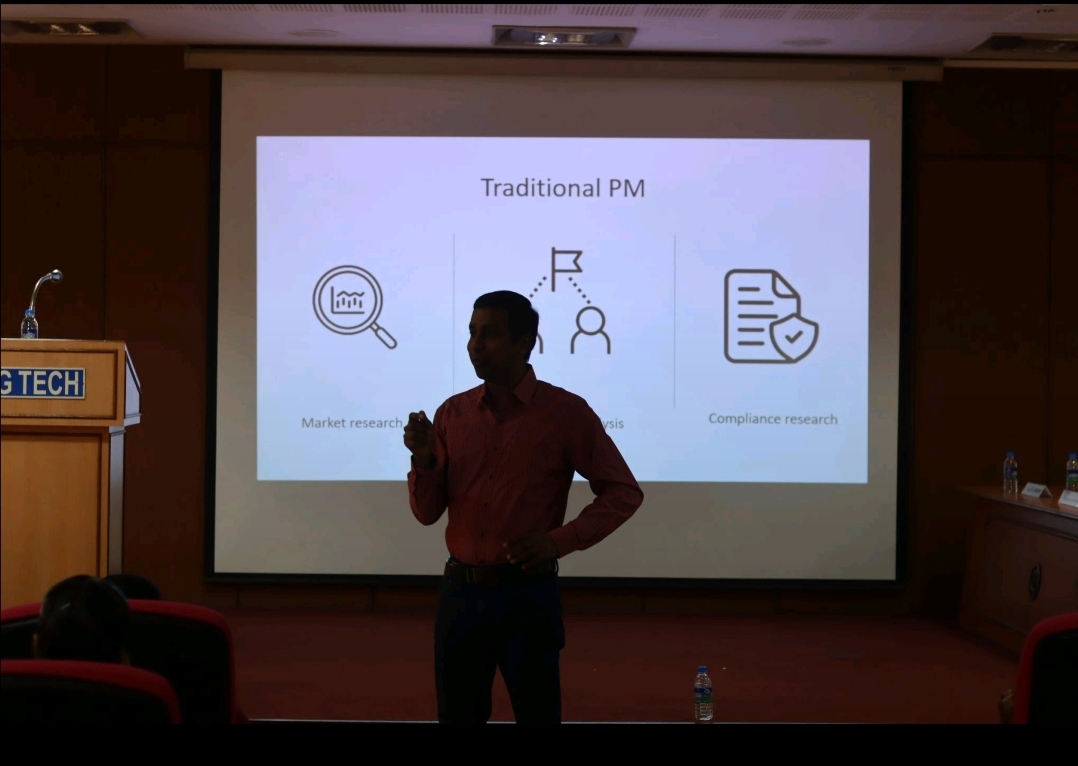 Traditional PM
Market research
ysis
Compliance research
G TECH